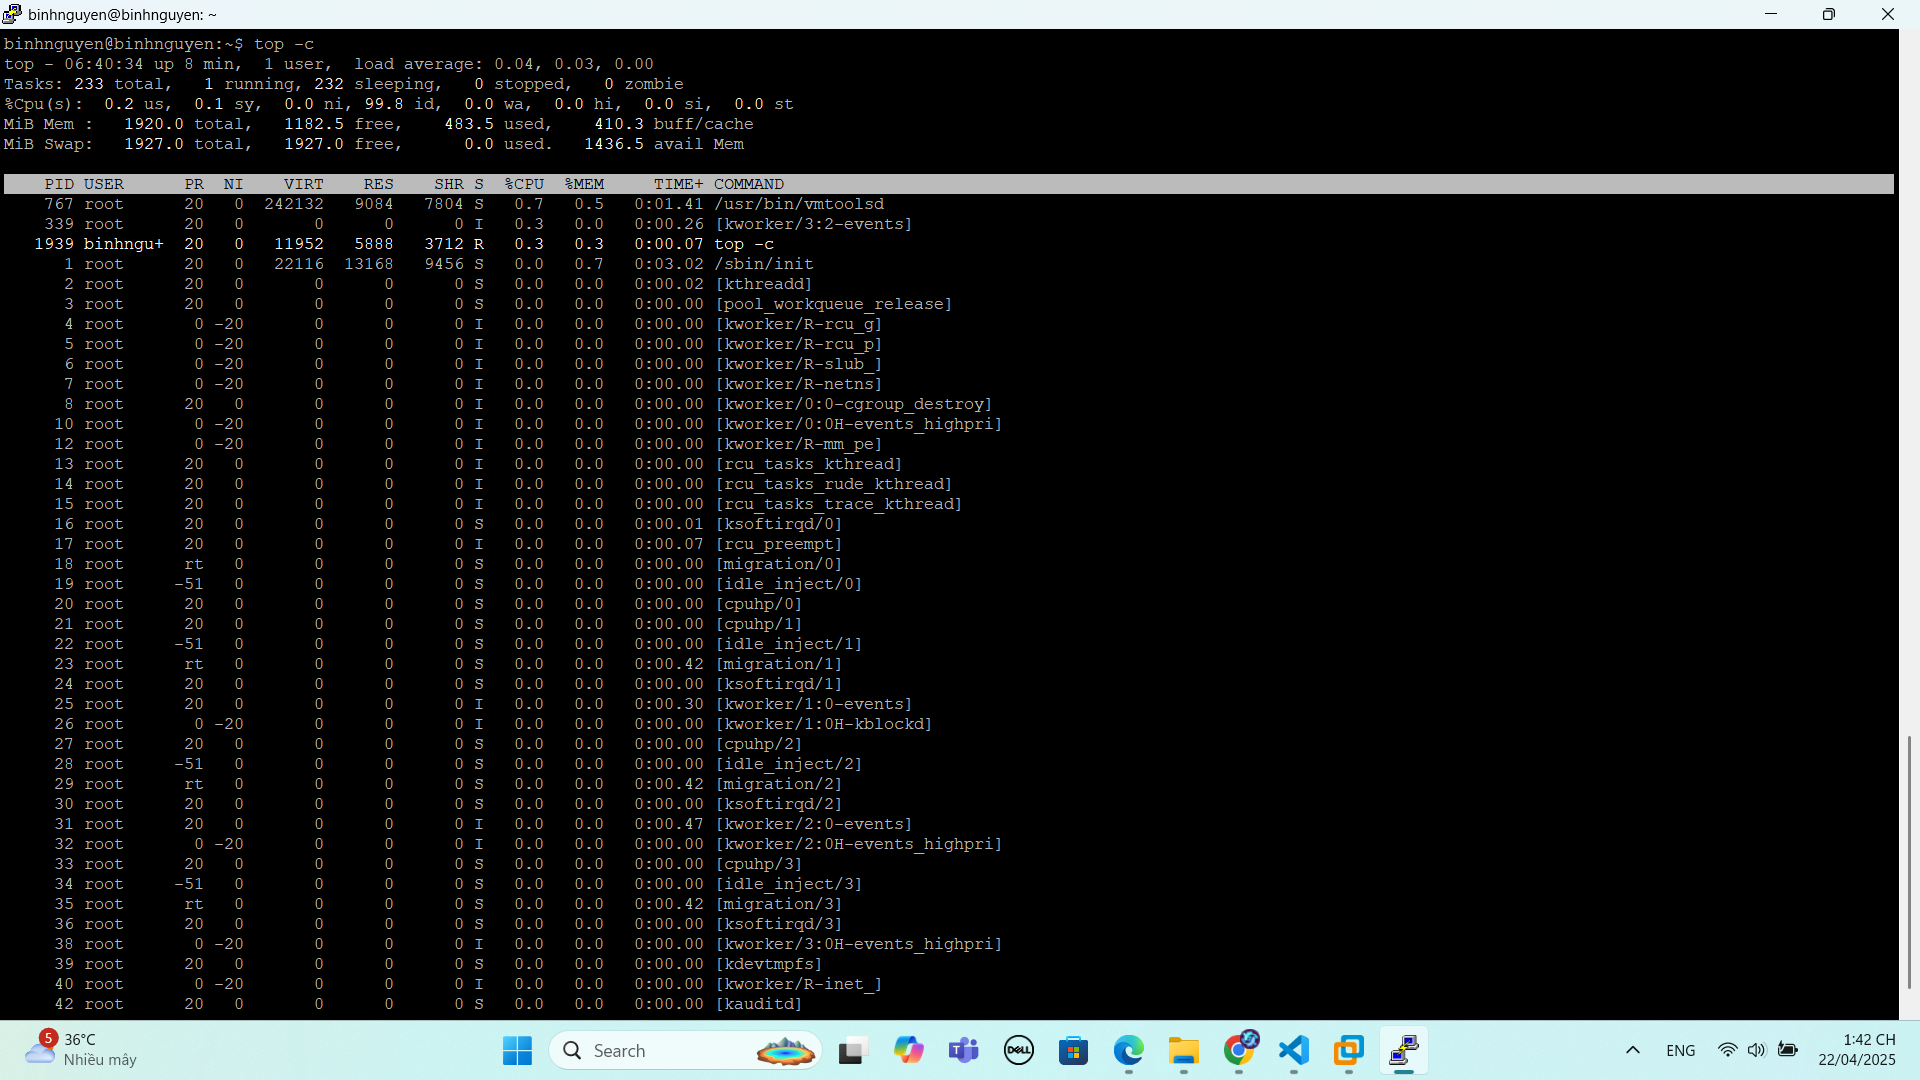 binhnguyen@binhnguyen: ~
binhnguyen@binhnguyen:~$ top -c
top - 06:40:34 up 8 min,  1 user,  load average: 0.04, 0.03, 0.00
Tasks: 233 total,   1 running, 232 sleeping,   0 stopped,   0 zombie
%Cpu(s):  0.2 us,  0.1 sy,  0.0 ni, 99.8 id,  0.0 wa,  0.0 hi,  0.0 si,  0.0 st
MiB Mem :   1920.0 total,   1182.5 free,    483.5 used,    410.3 buff/cache
MiB Swap:   1927.0 total,   1927.0 free,      0.0 used.   1436.5 avail Mem
PID USER      PR  NI    VIRT    RES    SHR S  %CPU  %MEM     TIME+ COMMAND
767 root      20   0  242132   9084   7804 S   0.7   0.5   0:01.41 /usr/bin/vmtoolsd
339 root      20   0       0      0      0 I   0.3   0.0   0:00.26 [kworker/3:2-events]
1939 binhngu+  20   0   11952   5888   3712 R   0.3   0.3   0:00.07 top -c
1 root      20   0   22116  13168   9456 S   0.0   0.7   0:03.02 /sbin/init
2 root      20   0       0      0      0 S   0.0   0.0   0:00.02 [kthreadd]
3 root      20   0       0      0      0 S   0.0   0.0   0:00.00 [pool_workqueue_release]
4 root       0 -20       0      0      0 I   0.0   0.0   0:00.00 [kworker/R-rcu_g]
5 root       0 -20       0      0      0 I   0.0   0.0   0:00.00 [kworker/R-rcu_p]
6 root       0 -20       0      0      0 I   0.0   0.0   0:00.00 [kworker/R-slub_]
7 root       0 -20       0      0      0 I   0.0   0.0   0:00.00 [kworker/R-netns]
8 root      20   0       0      0      0 I   0.0   0.0   0:00.00 [kworker/0:0-cgroup_destroy]
10 root       0 -20       0      0      0 I   0.0   0.0   0:00.00 [kworker/0:0H-events_highpri]
12 root       0 -20       0      0      0 I   0.0   0.0   0:00.00 [kworker/R-mm_pe]
13 root      20   0       0      0      0 I   0.0   0.0   0:00.00 [rcu_tasks_kthread]
14 root      20   0       0      0      0 I   0.0   0.0   0:00.00 [rcu_tasks_rude_kthread]
15 root      20   0       0      0      0 I   0.0   0.0   0:00.00 [rcu_tasks_trace_kthread]
16 root      20   0       0      0      0 S   0.0   0.0   0:00.01 [ksoftirqd/0]
17 root      20   0       0      0      0 I   0.0   0.0   0:00.07 [rcu_preempt]
18 root      rt   0       0      0      0 S   0.0   0.0   0:00.00 [migration/0]
19 root     -51   0       0      0      0 S   0.0   0.0   0:00.00 [idle_inject/0]
20 root      20   0       0      0      0 S   0.0   0.0   0:00.00 [cpuhp/0]
21 root      20   0       0      0      0 S   0.0   0.0   0:00.00 [cpuhp/1]
22 root     -51   0       0      0      0 S   0.0   0.0   0:00.00 [idle_inject/1]
23 root      rt   0       0      0      0 S   0.0   0.0   0:00.42 [migration/1]
24 root      20   0       0      0      0 S   0.0   0.0   0:00.00 [ksoftirqd/1]
25 root      20   0       0      0      0 I   0.0   0.0   0:00.30 [kworker/1:0-events]
26 root       0 -20       0      0      0 I   0.0   0.0   0:00.00 [kworker/1:0H-kblockd]
27 root      20   0       0      0      0 S   0.0   0.0   0:00.00 [cpuhp/2]
28 root     -51   0       0      0      0 S   0.0   0.0   0:00.00 [idle_inject/2]
29 root      rt   0       0      0      0 S   0.0   0.0   0:00.42 [migration/2]
30 root      20   0       0      0      0 S   0.0   0.0   0:00.00 [ksoftirqd/2]
31 root      20   0       0      0      0 I   0.0   0.0   0:00.47 [kworker/2:0-events]
32 root       0 -20       0      0      0 I   0.0   0.0   0:00.00 [kworker/2:0H-events_highpri]
33 root      20   0       0      0      0 S   0.0   0.0   0:00.00 [cpuhp/3]
34 root     -51   0       0      0      0 S   0.0   0.0   0:00.00 [idle_inject/3]
35 root      rt   0       0      0      0 S   0.0   0.0   0:00.42 [migration/3]
36 root      20   0       0      0      0 S   0.0   0.0   0:00.00 [ksoftirqd/3]
38 root       0 -20       0      0      0 I   0.0   0.0   0:00.00 [kworker/3:0H-events_highpri]
39 root      20   0       0      0      0 S   0.0   0.0   0:00.00 [kdevtmpfs]
40 root       0 -20       0      0      0 I   0.0   0.0   0:00.00 [kworker/R-inet_]
42 root      20   0       0      0      0 S   0.0   0.0   0:00.00 [kauditd]
5
36°C
Nhiều mây
Search
DELL
ENG
1:42 CH
22/04/2025